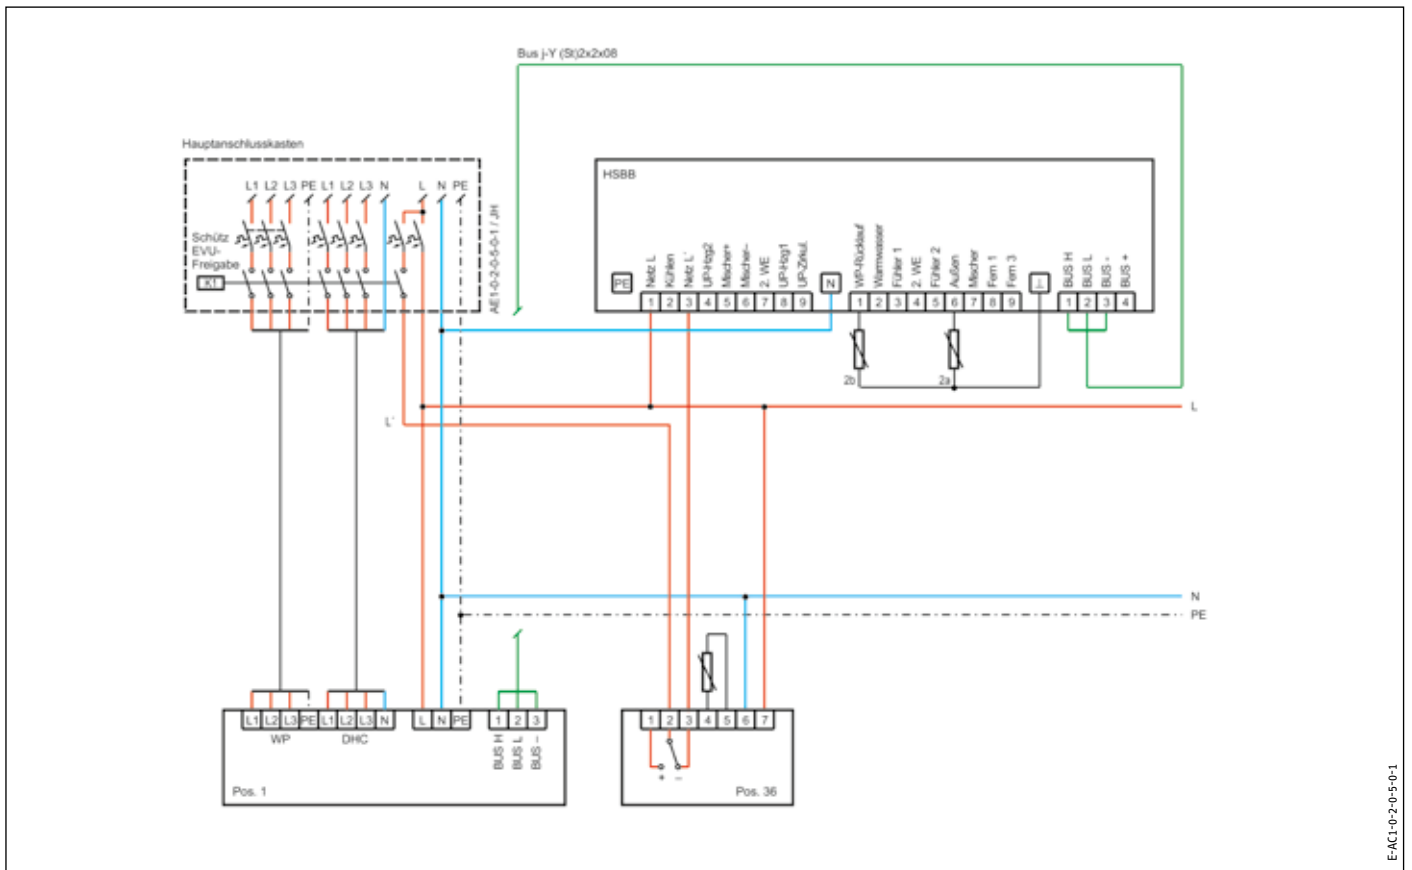 Bus j-Y (St)2x2x08
Hauptanschlusskasten
L1 L2 L3 PE L1 L2 L3 N L N PE
Schütz
EVU-
Freigabe
K1
AE1-0-2-0-5-0-1 / JH
HSBB
PE
Netz L
Kühlen
Netz L'
UP-Hzg2
Mischer+
Mischer–
2. WE
UP-Hzg1
UP-Zirkul.
N
WP-Rücklauf
Warmwasser
Fühler 1
2. WE
Fühler 2
Außen
Mischer
Fern 1
Fern 3
BUS H
BUS L
BUS -
BUS +
1 2 3 4 5 6 7 8 9
1 2 3 4 5 6 7 8 9
1 2 3 4
2b
2a
L
L'
N
PE
L1 L2 L3 PE L1 L2 L3 N
L N PE
1 2 3
WP
DHC
BUS H
BUS L
BUS –
Pos. 1
1 2 3 4 5 6 7
+ –
Pos. 36
E-AC1-0-2-0-5-0-1